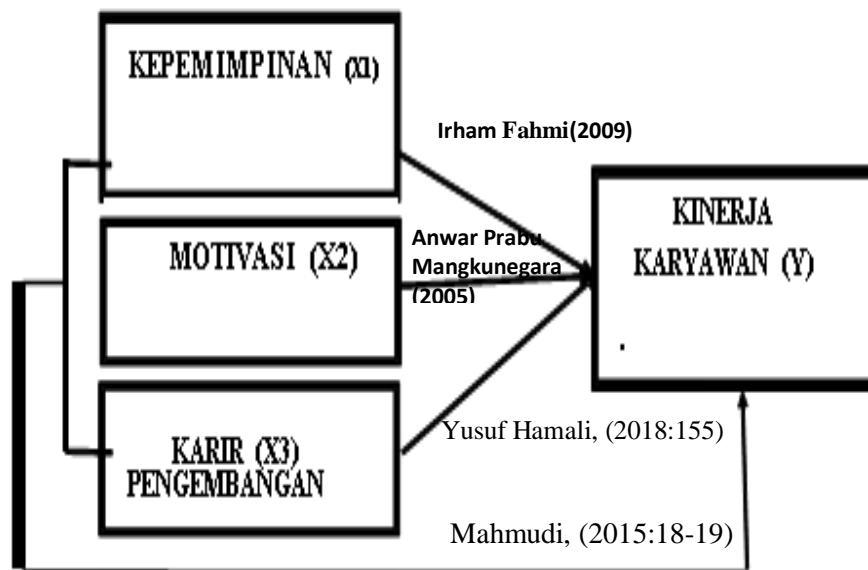 KEPEMIMPINAN (X1)
Irham Fahmi(2009)
KINERJA
KARYAWAN (Y)
MOTIVASI (X2)
Anwar Prabu
Mangkunegara
(2005)
KARIR (X3)
PENGEMBANGAN
Yusuf Hamali, (2018:155)
Mahmudi, (2015:18-19)